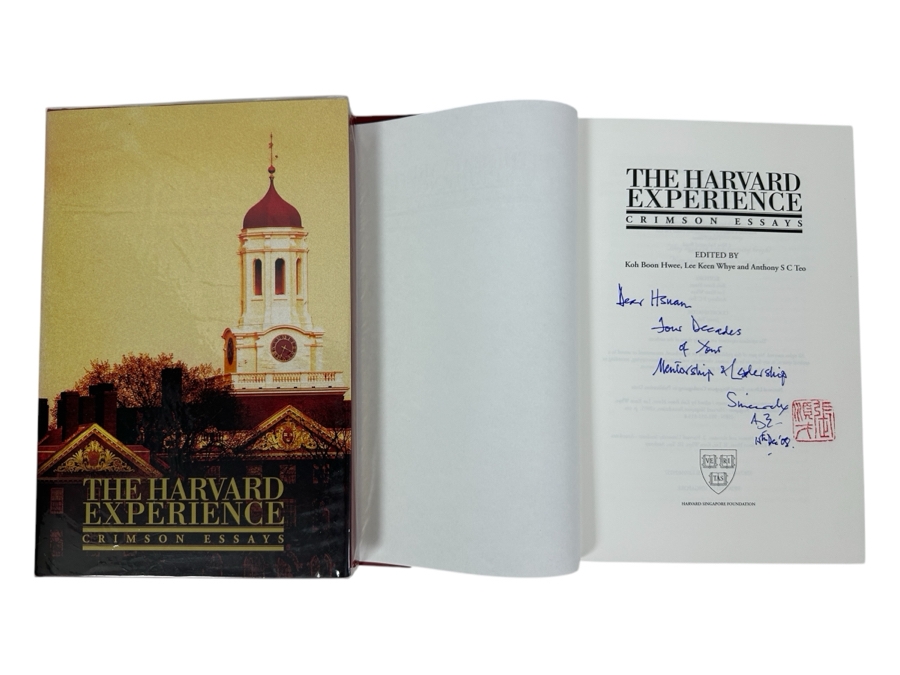 THE HARVARD
EXPERIENCE
CRIMSON ESSAYS
THE HARVARD
EXPERIENCE
CRIMSON ESSAYS
EDITED BY
Koh Boon Hwee, Lee Keen Whye and Anthony S C Teo
Dear Hsuan
Four Decades
of Your
Mentorship & Leadership
Sincerely
VE RI
TAS
HARVARD SINGAPORE FOUNDATION